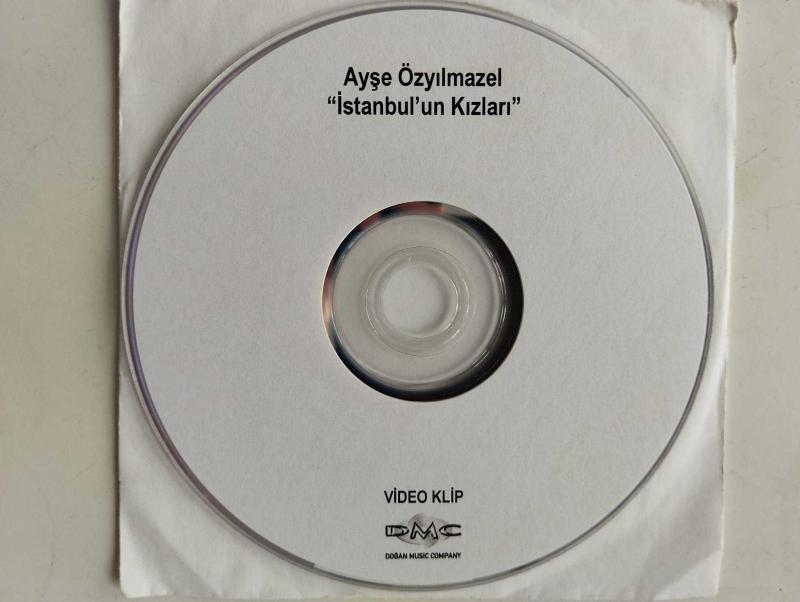 Ayşe Özyılmazel
“İstanbul’un Kızları”
VİDEO KLİP
DMC
DOĞAN MUSIC COMPANY